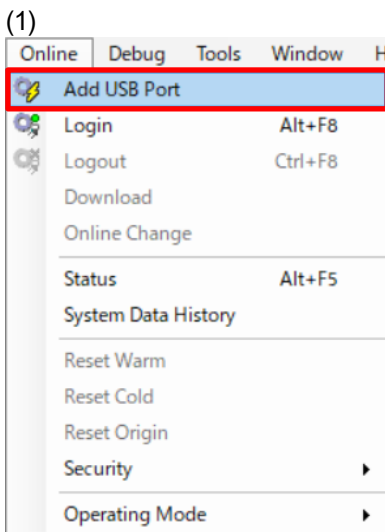 (1)
Online Debug Tools Window
Add USB Port
Login Alt+F8
Logout Ctrl+F8
Download
Online Change
Status Alt+F5
System Data History
Reset Warm
Reset Cold
Reset Origin
Security
Operating Mode